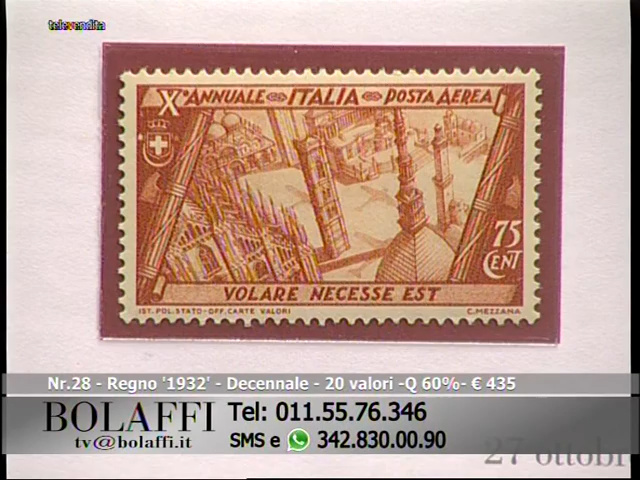 televendita
X° ANNUALE ITALIA POSTA AEREA
75
CENT
VOLARE NECESSE EST
IST. POL. STATO-OFF. CARTE VALORI C. MEZZANA
Nr.28 - Regno '1932' - Decennale - 20 valori -Q 60%- € 435
BOLAFFI Tel: 011.55.76.346
tv@bolaffi.it SMS e 342.830.00.90
27 ottobr